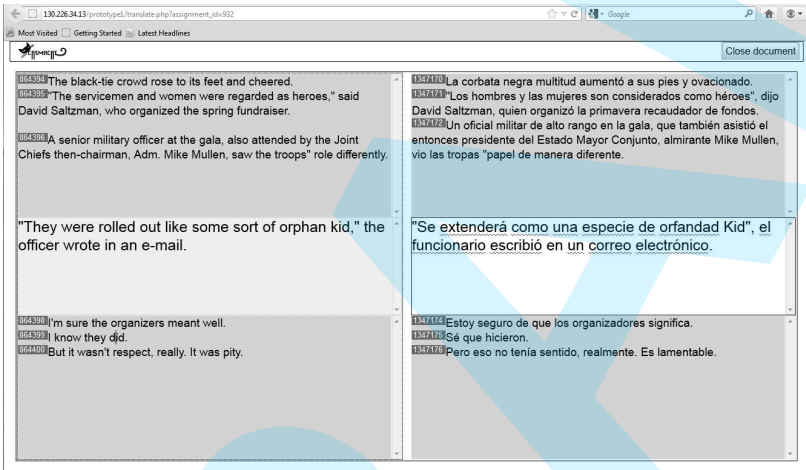 130.226.34.13/prototype1/translate.php?assignment_id=932
Google
Most Visited Getting Started Latest Headlines
CASMACAT
Close document
864394 The black-tie crowd rose to its feet and cheered.
864395 "The servicemen and women were regarded as heroes," said
David Saltzman, who organized the spring fundraiser.
864396 A senior military officer at the gala, also attended by the Joint
Chiefs then-chairman, Adm. Mike Mullen, saw the troops" role differently.
"They were rolled out like some sort of orphan kid," the
officer wrote in an e-mail.
864398 I'm sure the organizers meant well.
864399 I know they did.
864400 But it wasn't respect, really. It was pity.
1347170 La corbata negra multitud aumentó a sus pies y ovacionado.
1347171 "Los hombres y las mujeres son considerados como héroes", dijo
David Saltzman, quien organizó la primavera recaudador de fondos.
1347172 Un oficial militar de alto rango en la gala, que también asistió el
entonces presidente del Estado Mayor Conjunto, almirante Mike Mullen,
vio las tropas "papel de manera diferente.
"Se extenderá como una especie de orfandad Kid", el
funcionario escribió en un correo electrónico.
1347174 Estoy seguro de que los organizadores significa.
1347175 Sé que hicieron.
1347176 Pero eso no tenía sentido, realmente. Es lamentable.